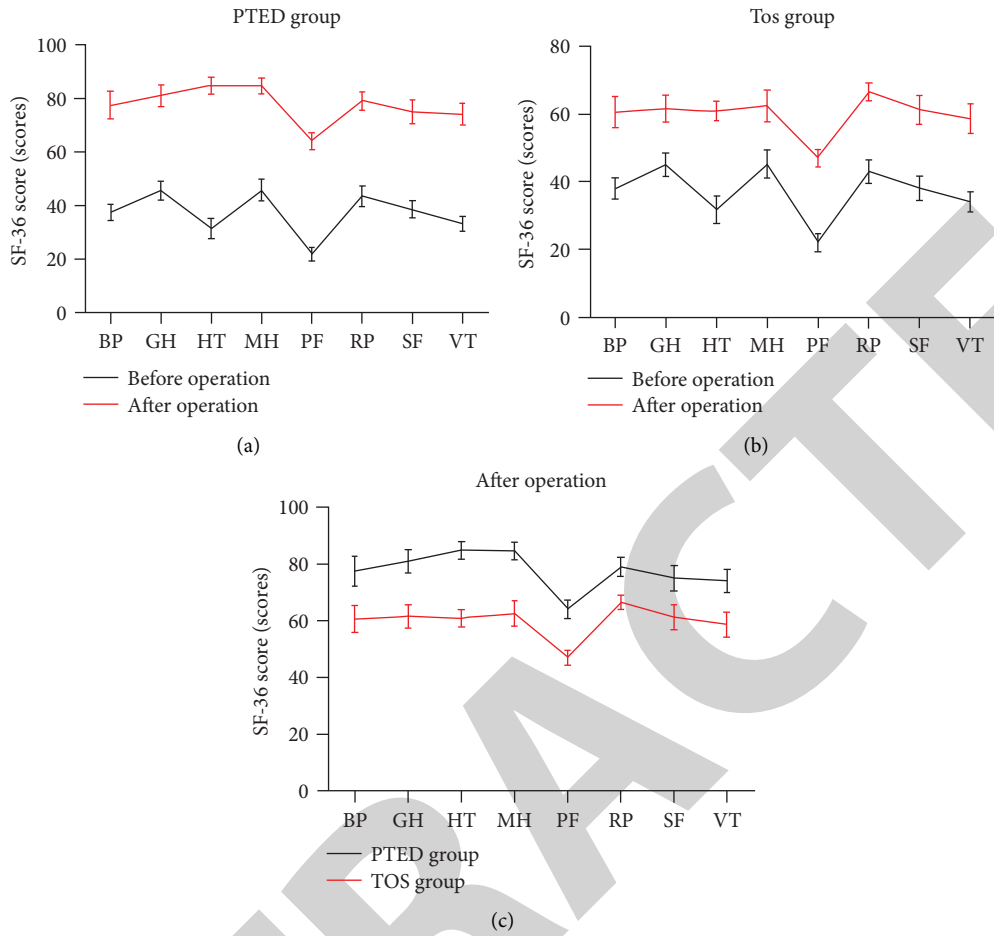 PTED group
100
80
60
40
20
0
SF-36 score (scores)
BP GH HT MH PF RP SF VT
Before operation
After operation
(a)
Tos group
80
60
40
20
0
SF-36 score (scores)
BP GH HT MH PF RP SF VT
Before operation
After operation
(b)
After operation
100
80
60
40
20
0
SF-36 score (scores)
BP GH HT MH PF RP SF VT
PTED group
TOS group
(c)
RACTE